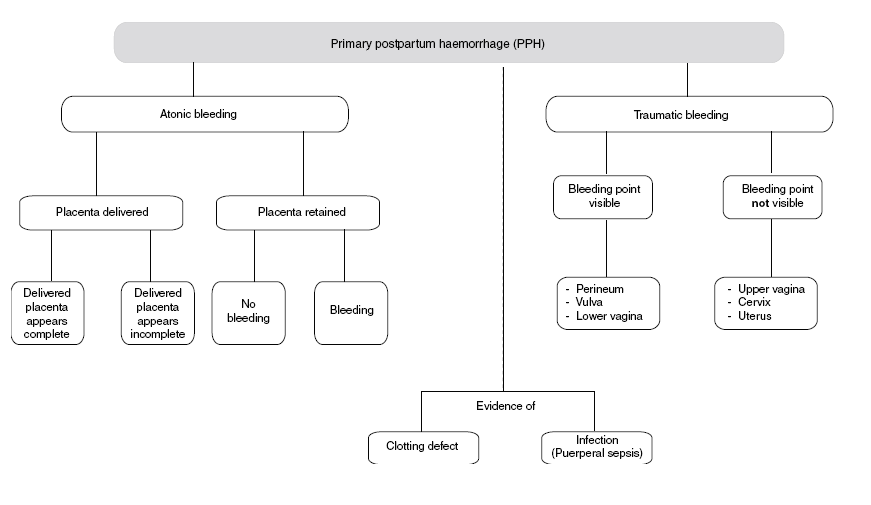 Primary postpartum haemorrhage (PPH)
Atonic bleeding
Traumatic bleeding
Placenta delivered
Placenta retained
Bleeding point
visible
Bleeding point
not visible
Delivered
placenta
appears
complete
Delivered
placenta
appears
incomplete
No
bleeding
Bleeding
- Perineum
- Vulva
- Lower vagina
- Upper vagina
- Cervix
- Uterus
Evidence of
Clotting defect
Infection
(Puerperal sepsis)